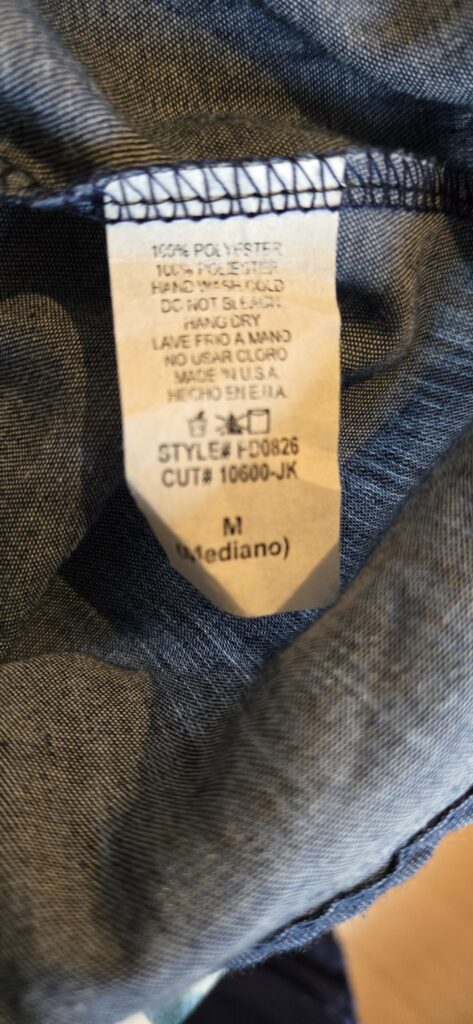 100% POLYESTER
100% POLIESTER
HAND WASH COLD
DO NOT BLEACH
HANG DRY
LAVE FRIO A MANO
NO USAR CLORO
MADE IN U.S.A.
HECHO EN E.U.A.
STYLE# HD0826
CUT# 10600-JK
M
(Mediano)